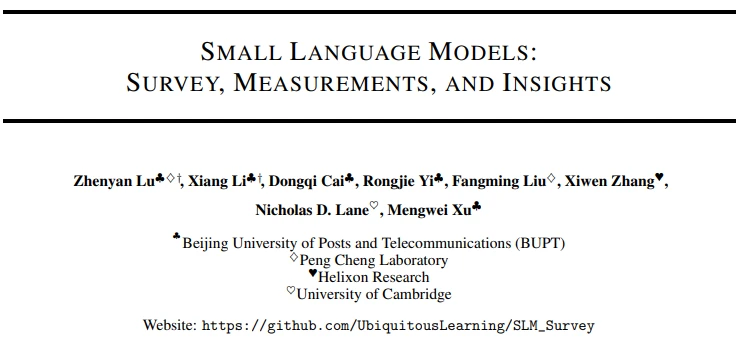 SMALL LANGUAGE MODELS:
SURVEY, MEASUREMENTS, AND INSIGHTS
Zhenyan Lu♣♢†, Xiang Li♣†, Dongqi Cai♣, Rongjie Yi♣, Fangming Liu♢, Xiwen Zhang♥,
Nicholas D. Lane♡, Mengwei Xu♣
♣Beijing University of Posts and Telecommunications (BUPT)
♢Peng Cheng Laboratory
♥Helixon Research
♡University of Cambridge
Website: https://github.com/UbiquitousLearning/SLM_Survey